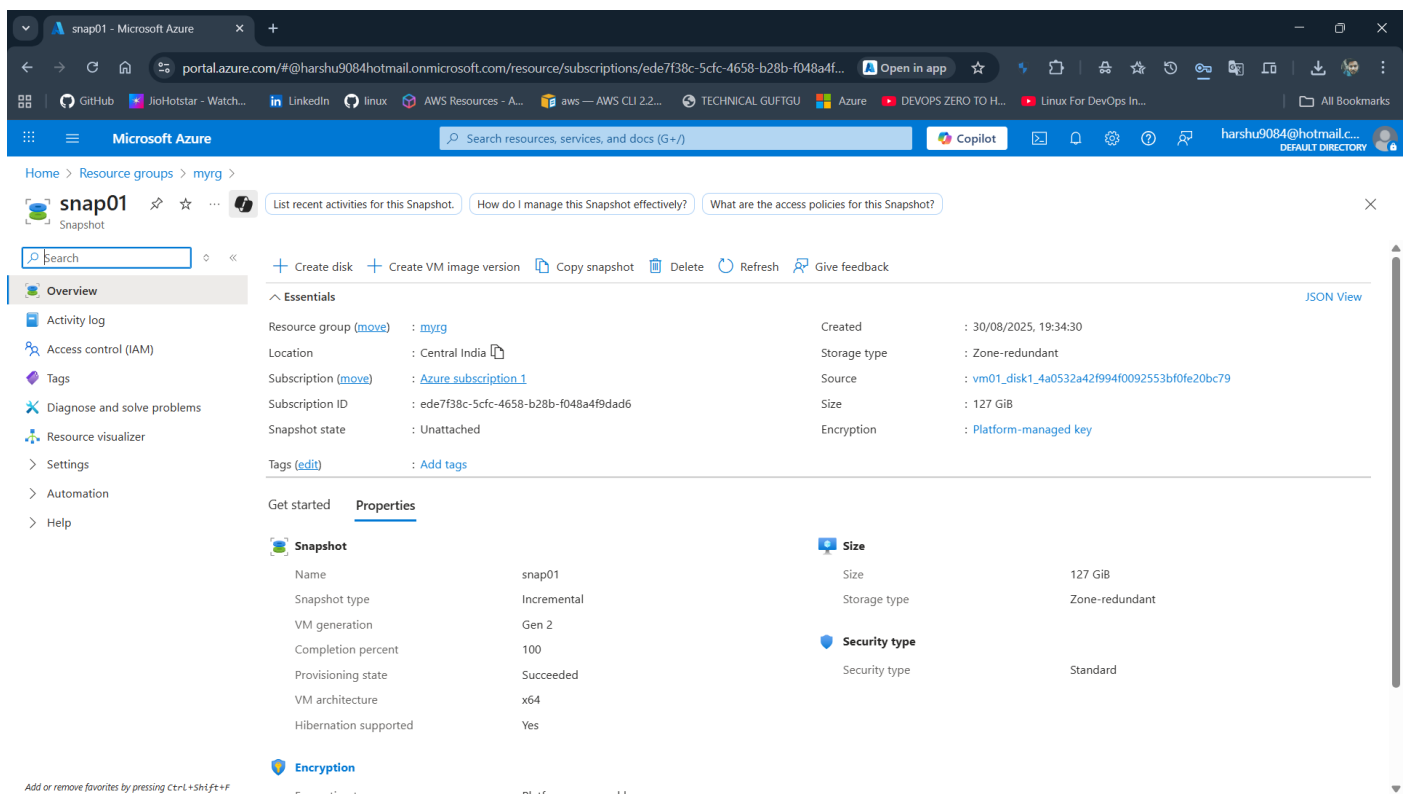 snap01 - Microsoft Azure
portal.azure.com/#@harshu9084hotmail.onmicrosoft.com/resource/subscriptions/ede7f38c-5cfc-4658-b28b-f048a4f... Open in app
GitHub JioHotstar - Watch... LinkedIn linux AWS Resources - A... aws — AWS CLI 2.2... TECHNICAL GUFTGU Azure DEVOPS ZERO TO H... Linux For DevOps In... All Bookmarks
Microsoft Azure Search resources, services, and docs (G+/) Copilot harshu9084@hotmail.c...
DEFAULT DIRECTORY
Home > Resource groups > myrg >
snap01 ... List recent activities for this Snapshot. How do I manage this Snapshot effectively? What are the access policies for this Snapshot?
Snapshot
Search
Overview
Activity log
Access control (IAM)
Tags
Diagnose and solve problems
Resource visualizer
Settings
Automation
Help
Create disk Create VM image version Copy snapshot Delete Refresh Give feedback
Essentials JSON View
Resource group (move) : myrg
Location : Central India
Subscription (move) : Azure subscription 1
Subscription ID : ede7f38c-5cfc-4658-b28b-f048a4f9dad6
Snapshot state : Unattached
Created : 30/08/2025, 19:34:30
Storage type : Zone-redundant
Source : vm01_disk1_4a0532a42f994f0092553bf0fe20bc79
Size : 127 GiB
Encryption : Platform-managed key
Tags (edit) : Add tags
Get started Properties
Snapshot
Name snap01
Snapshot type Incremental
VM generation Gen 2
Completion percent 100
Provisioning state Succeeded
VM architecture x64
Hibernation supported Yes
Encryption
Size
Size 127 GiB
Storage type Zone-redundant
Security type
Security type Standard
Add or remove favorites by pressing Ctrl+Shift+F